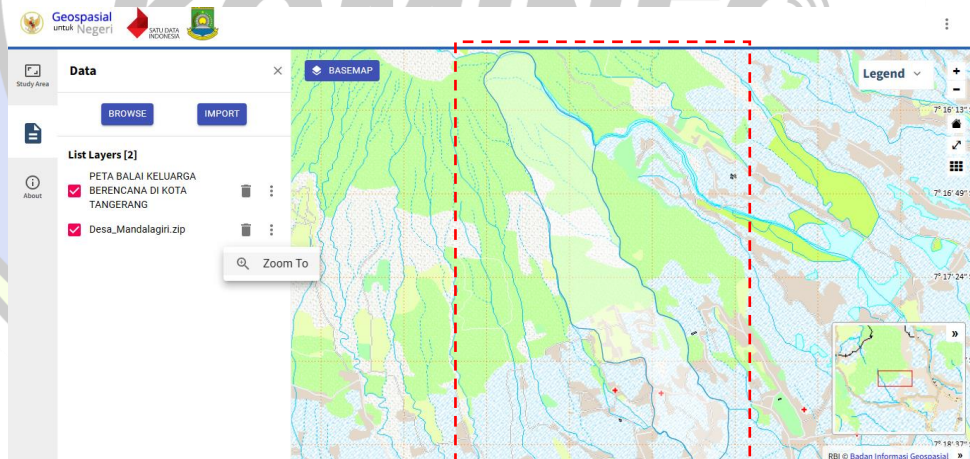 Geospasial
untuk Negeri
SATU DATA
INDONESIA
Study Area
Data
BASEMAP
Legend
BROWSE
IMPORT
7° 16' 13"
List Layers [2]
PETA BALAI KELUARGA
BERENCANA DI KOTA
TANGERANG
About
7° 16' 49"
Desa_Mandalagiri.zip
Zoom To
7° 17' 24"
7° 18' 37"
RBI © Badan Informasi Geospasial